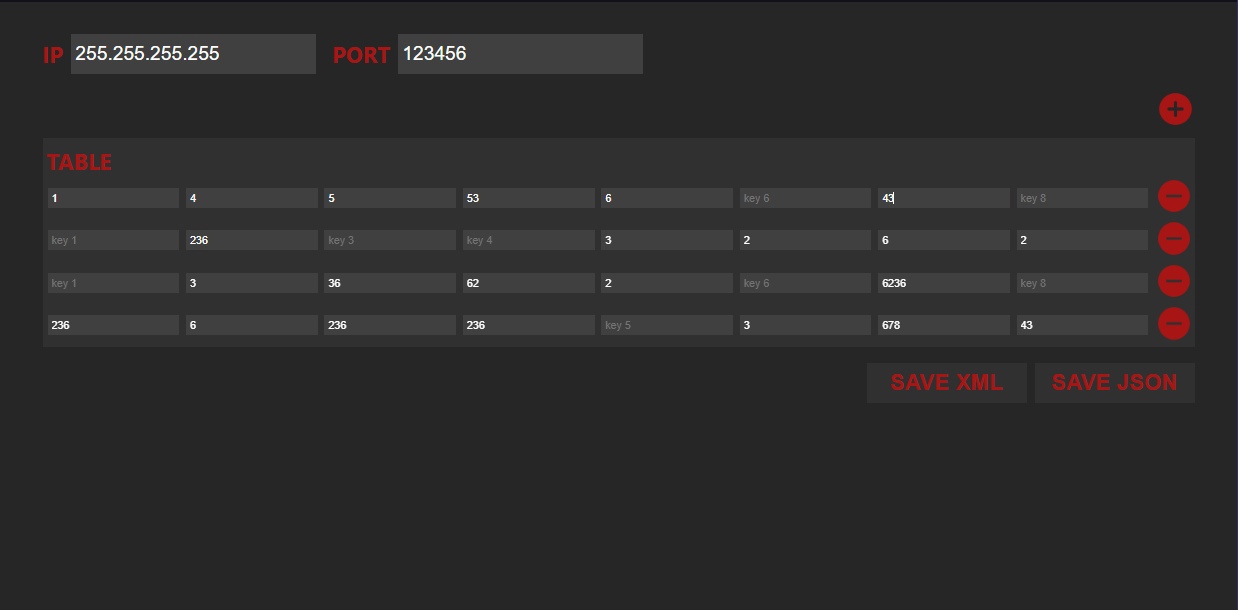 IP 255.255.255.255 PORT 123456
TABLE
1 4 5 53 6 key 6 43 key 8
key 1 236 key 3 key 4 3 2 6 2
key 1 3 36 62 2 key 6 6236 key 8
236 6 236 236 key 5 3 678 43
SAVE XML SAVE JSON